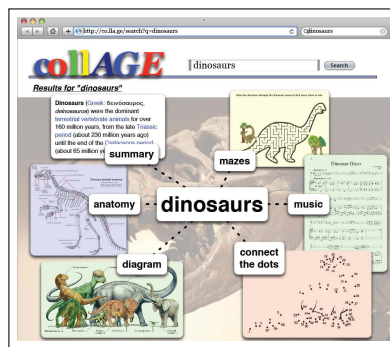 http://co.lla.ge/search?q=dinosaurs
dinosaurs
collAGE
dinosaurs
Search
Results for "dinosaurs"
Dinosaurs (Greek: δεινόσαυρος,
deinosauros) were the dominant
terrestrial vertebrate animals for over
160 million years, from the late Triassic
period (about 230 million years ago)
until the end of the Cretaceous period
(about 65 million
summary
mazes
anatomy
dinosaurs
music
Dinosaur Disco
diagram
connect
the dots